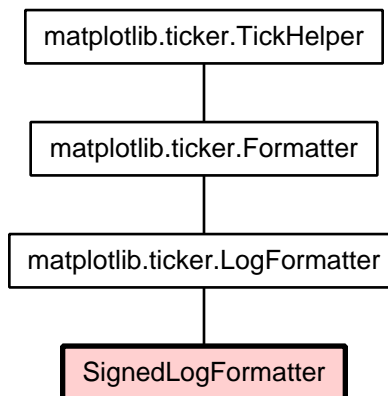 matplotlib.ticker.TickHelper
matplotlib.ticker.Formatter
matplotlib.ticker.LogFormatter
SignedLogFormatter